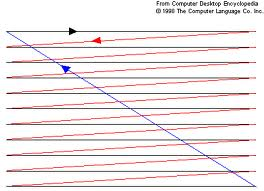 From Computer Desktop Encyclopedia
© 1998 The Computer Language Co. Inc.